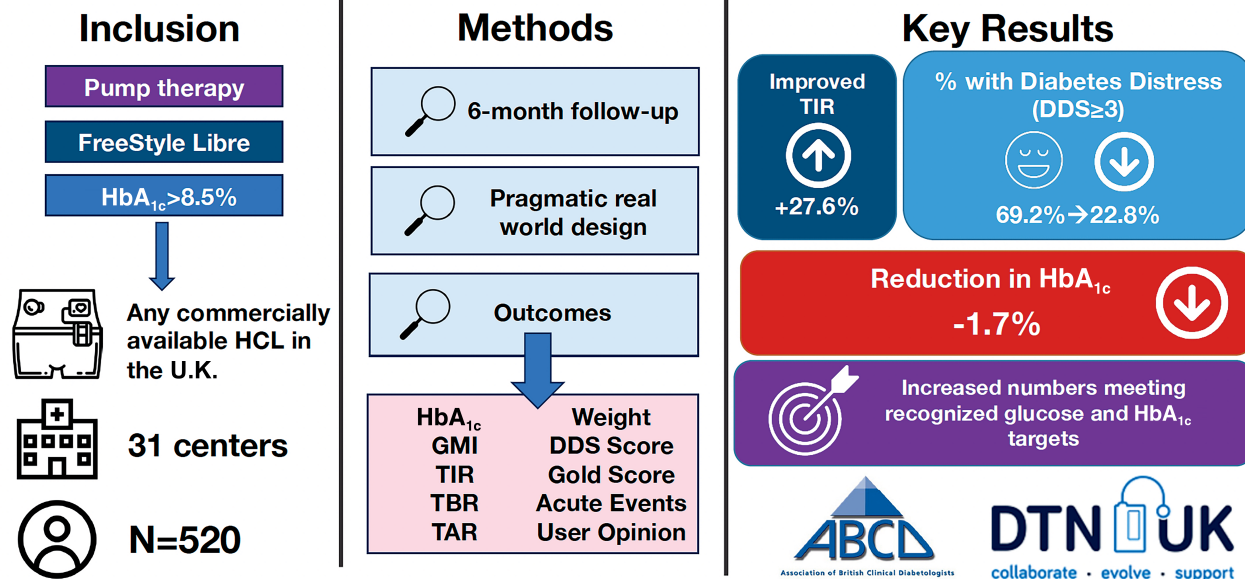 Inclusion
Pump therapy
FreeStyle Libre
HbA1c>8.5%
Any commercially
available HCL in
the U.K.
31 centers
N=520
Methods
6-month follow-up
Pragmatic real
world design
Outcomes
HbA1c Weight
GMI DDS Score
TIR Gold Score
TBR Acute Events
TAR User Opinion
Key Results
Improved
TIR
+27.6%
% with Diabetes Distress
(DDS≥3)
69.2%→22.8%
Reduction in HbA1c
-1.7%
Increased numbers meeting
recognized glucose and HbA1c
targets
ABCD
Association of British Clinical Diabetologists
DTN UK
collaborate • evolve • support